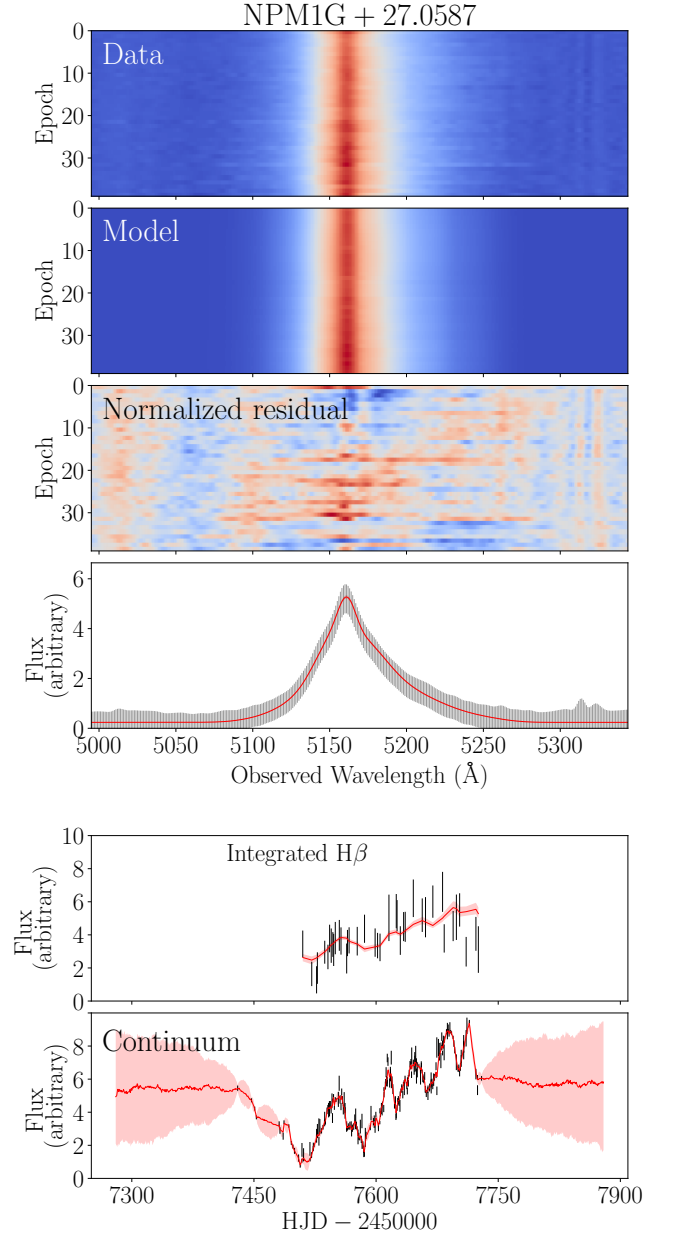 NPM1G + 27.0587
0
10
20
30
Epoch
Data
0
10
20
30
Epoch
Model
0
10
20
30
Epoch
Normalized residual
6
4
2
0
Flux
(arbitrary)
5000 5050 5100 5150 5200 5250 5300
Observed Wavelength (Å)
10
8
6
4
2
0
Flux
(arbitrary)
Integrated Hβ
8
6
4
2
0
Flux
(arbitrary)
Continuum
7300 7450 7600 7750 7900
HJD − 2450000